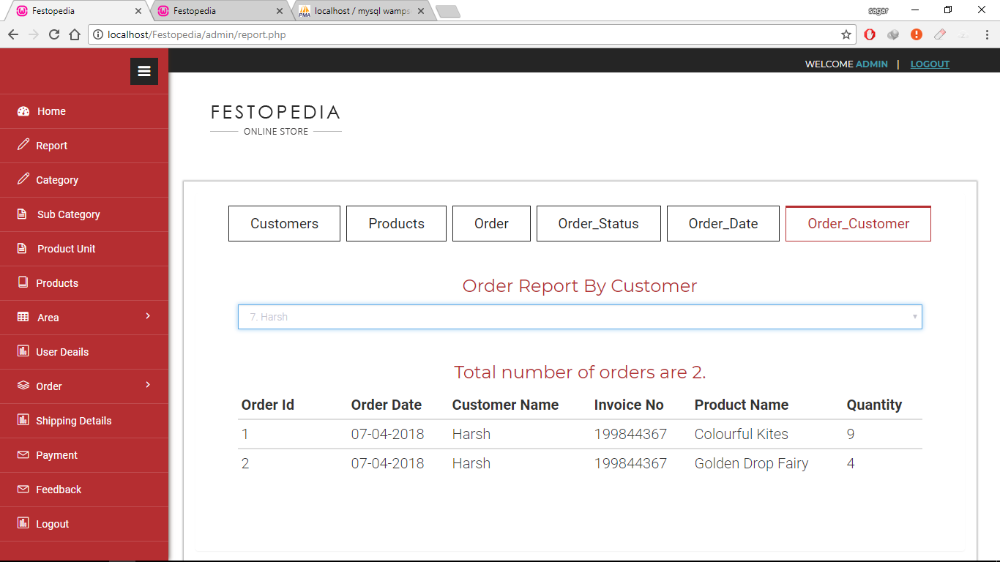 Festopedia
Festopedia
localhost / mysql wamps
sagar
localhost/Festopedia/admin/report.php
WELCOME ADMIN | LOGOUT
Home
Report
Category
Sub Category
Product Unit
Products
Area
User Deails
Order
Shipping Details
Payment
Feedback
Logout
FESTOPEDIA
ONLINE STORE
Customers Products Order Order_Status Order_Date Order_Customer
Order Report By Customer
7. Harsh
Total number of orders are 2.
Order Id Order Date Customer Name Invoice No Product Name Quantity
1 07-04-2018 Harsh 199844367 Colourful Kites 9
2 07-04-2018 Harsh 199844367 Golden Drop Fairy 4